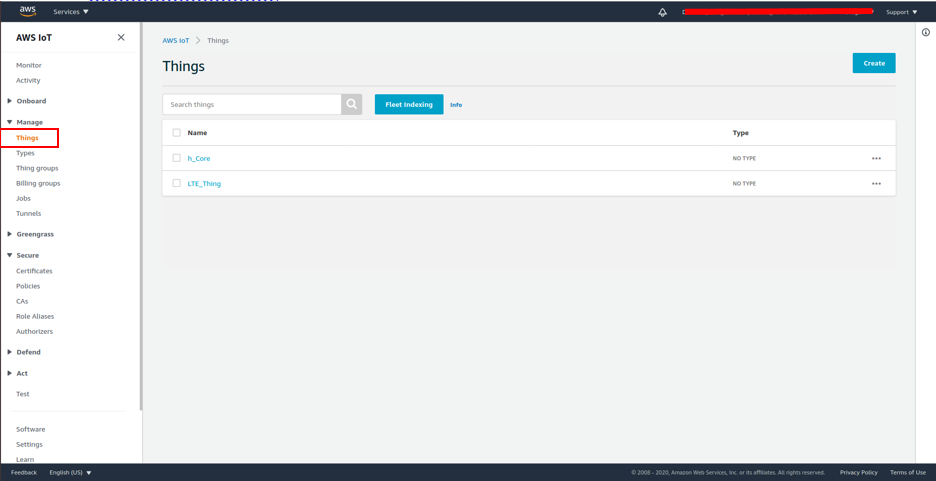 aws
Services
Support
AWS IoT
Monitor
Activity
Onboard
Manage
Things
Types
Thing groups
Billing groups
Jobs
Tunnels
Greengrass
Secure
Certificates
Policies
CAs
Role Aliases
Authorizers
Defend
Act
Test
Software
Settings
Learn
AWS IoT Things
Things
Create
Search things
Fleet Indexing
Info
Name Type
h_Core NO TYPE
LTE_Thing NO TYPE
Feedback English (US) © 2008 - 2020, Amazon Web Services, Inc. or its affiliates. All rights reserved. Privacy Policy Terms of Use